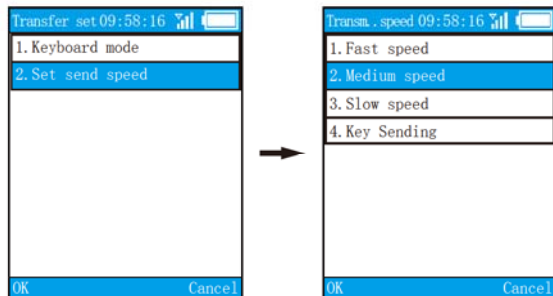 Transfer set 09:58:16
1.Keyboard mode
2.Set send speed
OK Cancel
Transm..speed 09:58:16
1.Fast speed
2.Medium speed
3.Slow speed
4.Key Sending
OK Cancel